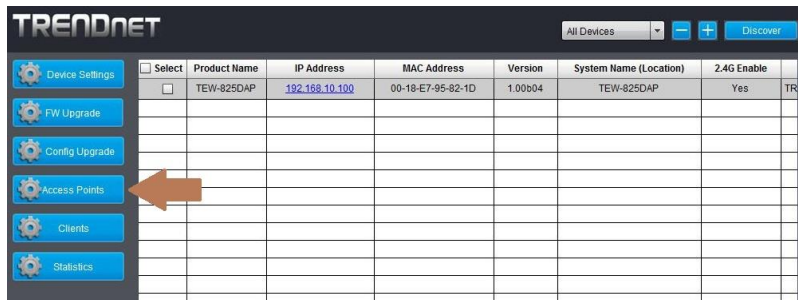 TRENDnet
All Devices Discover
Device Settings
FW Upgrade
Config Upgrade
Access Points
Clients
Statistics
Select Product Name IP Address MAC Address Version System Name (Location) 2.4G Enable
TEW-825DAP 192.168.10.100 00-18-E7-95-82-1D 1.00b04 TEW-825DAP Yes TR